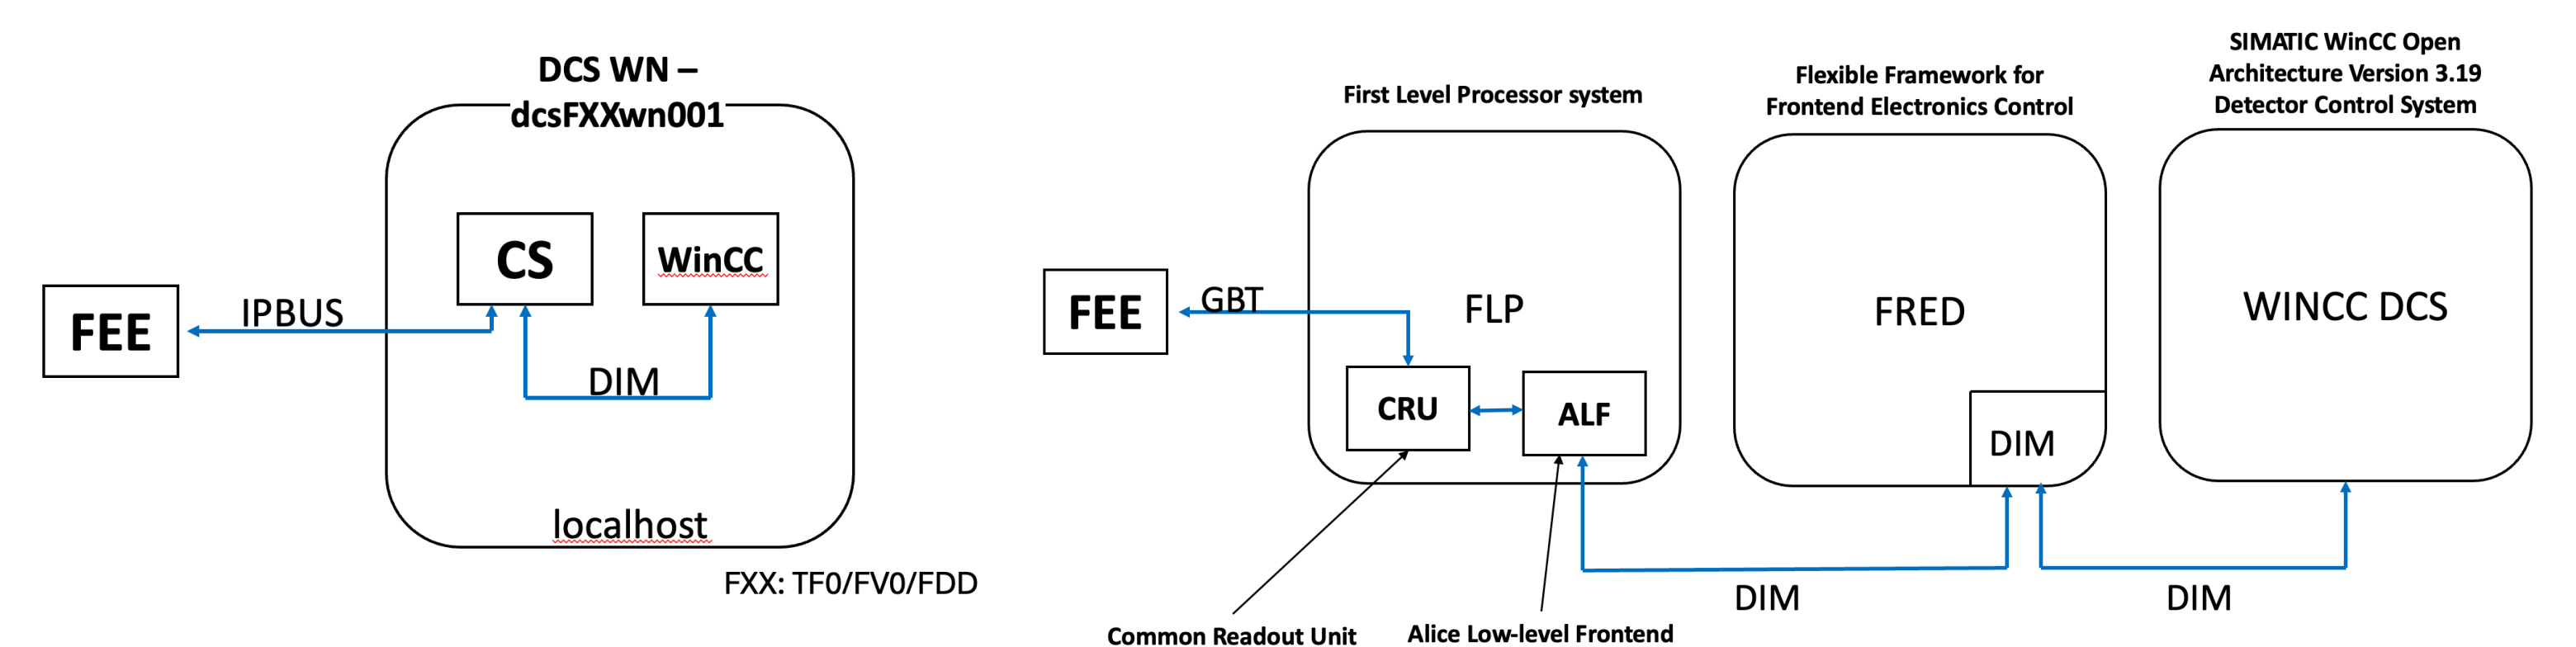 DCS WN –
dcsFXXwn001
CS
WinCC
FEE
IPBUS
DIM
localhost
FXX: TF0/FV0/FDD
First Level Processor system
Flexible Framework for
Frontend Electronics Control
SIMATIC WinCC Open
Architecture Version 3.19
Detector Control System
FEE
GBT
FLP
CRU
ALF
FRED
DIM
WINCC DCS
DIM
DIM
Common Readout Unit
Alice Low-level Frontend